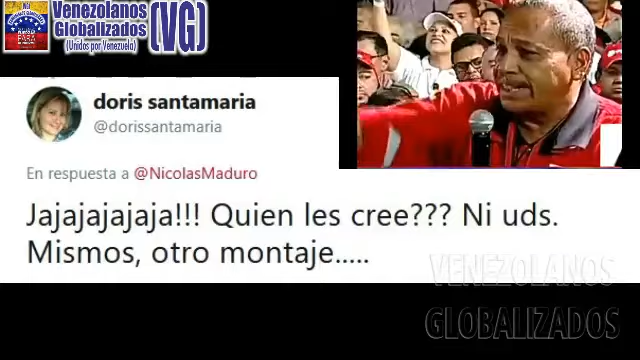 Venezolanos
Globalizados
(Unidos por Venezuela)
(VG)
doris santamaria
@dorissantamaria
En respuesta a @NicolasMaduro
Jajajajajaja!!! Quien les cree??? Ni uds.
Mismos, otro montaje.....
VENEZOLANOS
GLOBALIZADOS